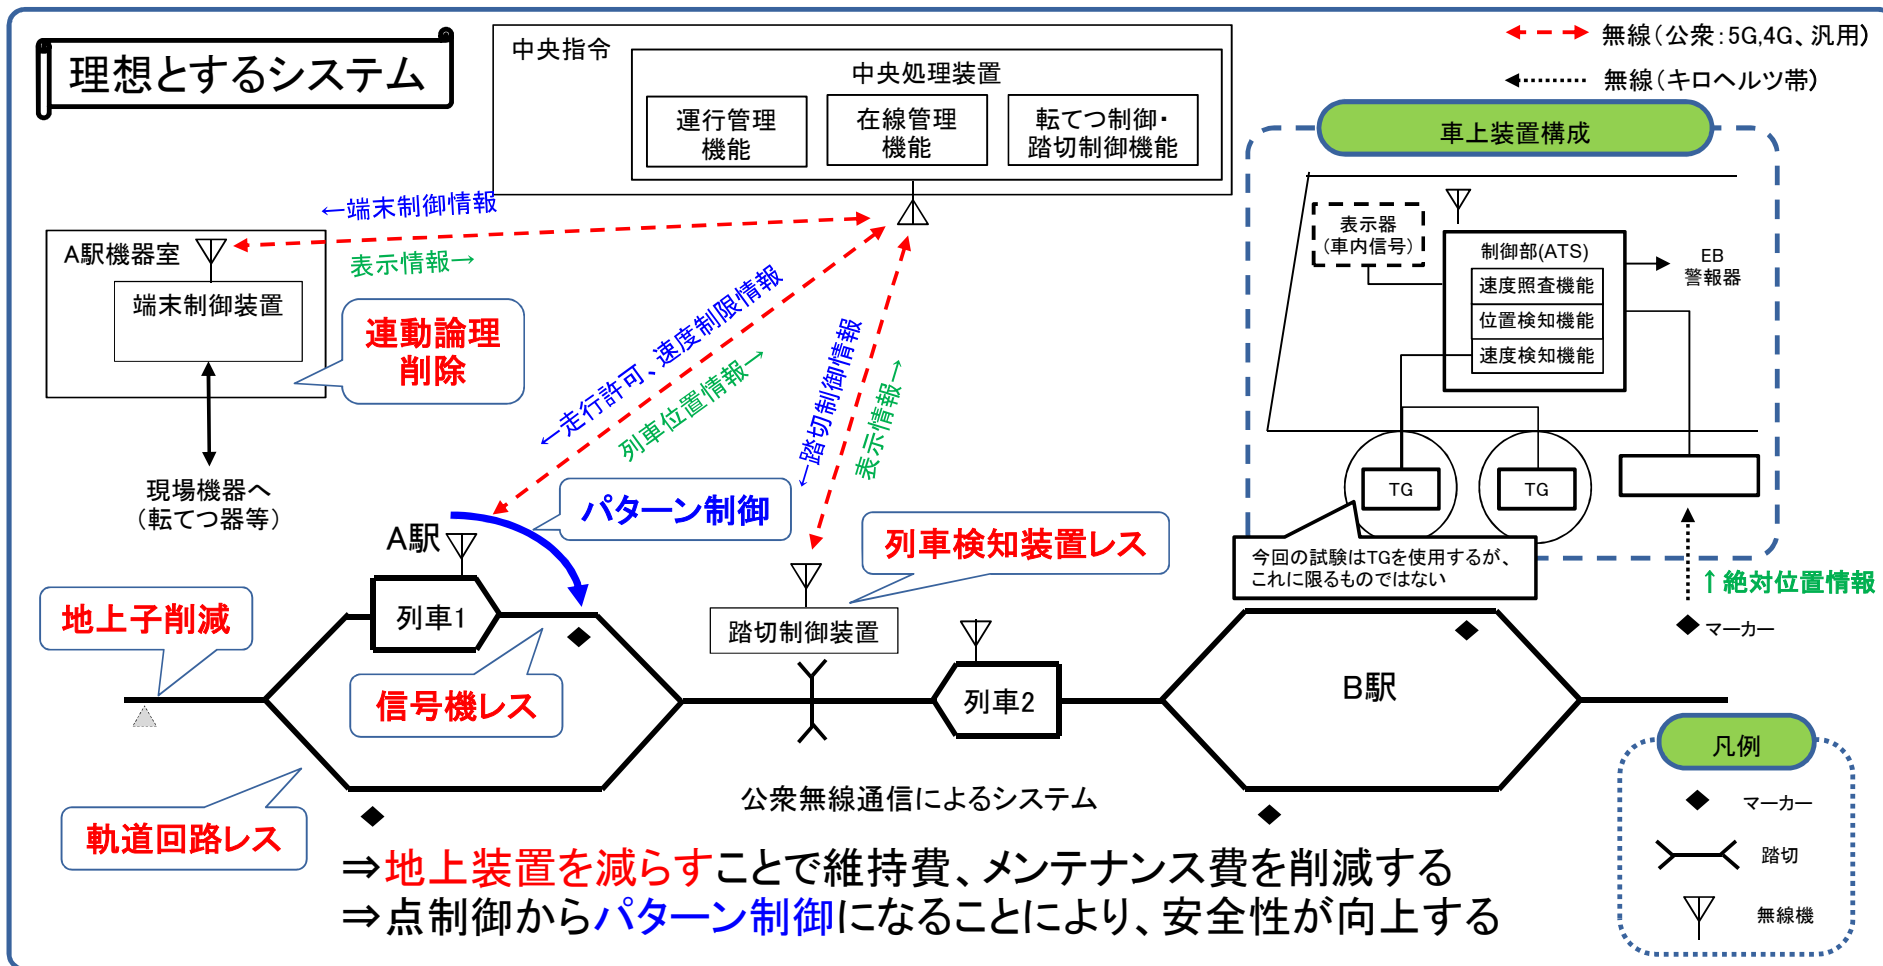 理想とするシステム
中央指令
中央処理装置
運行管理
機能
在線管理
機能
転てつ制御・
踏切制御機能
無線(公衆:5G,4G、汎用)
無線(キロヘルツ帯)
車上装置構成
表示器
(車内信号)
制御部(ATS)
速度照査機能
位置検知機能
速度検知機能
EB
警報器
TG
TG
今回の試験はTGを使用するが、
これに限るものではない
↑絶対位置情報
マーカー
←端末制御情報
表示情報→
A駅機器室
端末制御装置
連動論理
削除
現場機器へ
(転てつ器等)
←走行許可、速度制限情報
列車位置情報→
←踏切制御情報
表示情報→
パターン制御
列車検知装置レス
A駅
列車1
地上子削減
信号機レス
踏切制御装置
列車2
B駅
軌道回路レス
公衆無線通信によるシステム
凡例
マーカー
踏切
無線機
⇒地上装置を減らすことで維持費、メンテナンス費を削減する
⇒点制御からパターン制御になることにより、安全性が向上する